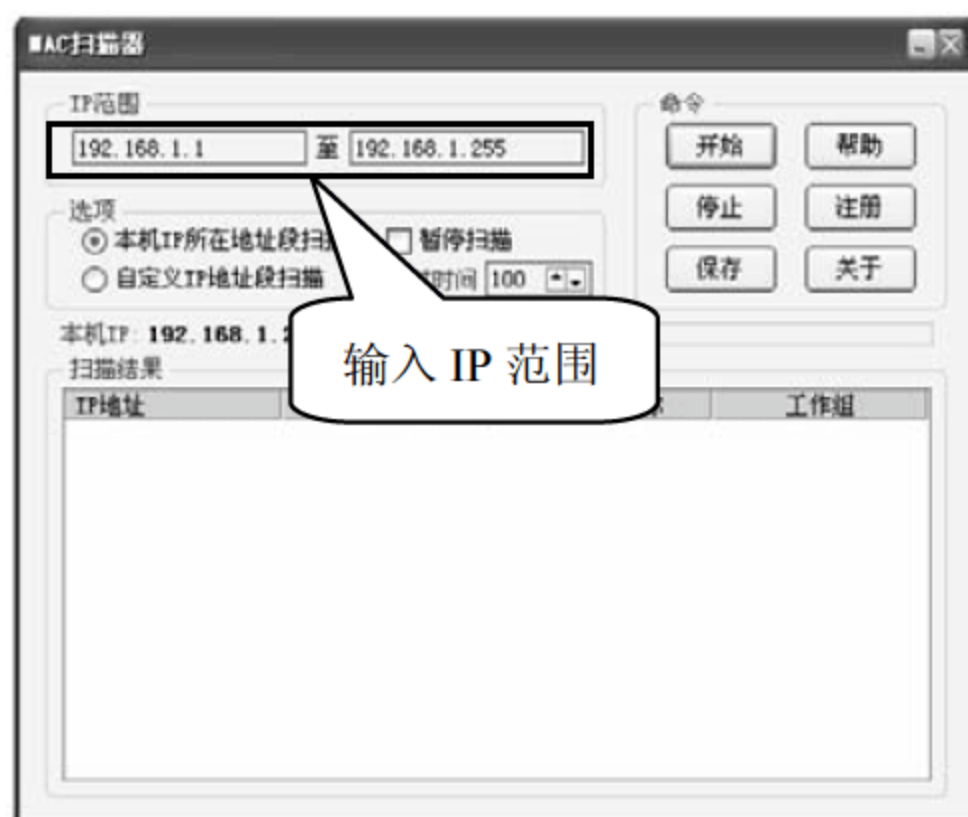 MAC扫描器
IP范围
192.168.1.1 至 192.168.1.255
命令
开始 帮助
选项
停止 注册
本机IP所在地址段扫 暂停扫描
自定义IP地址段扫描 时间 100
保存 关于
本机IP: 192.168.1.2
输入 IP 范围
扫描结果
IP地址 工作组